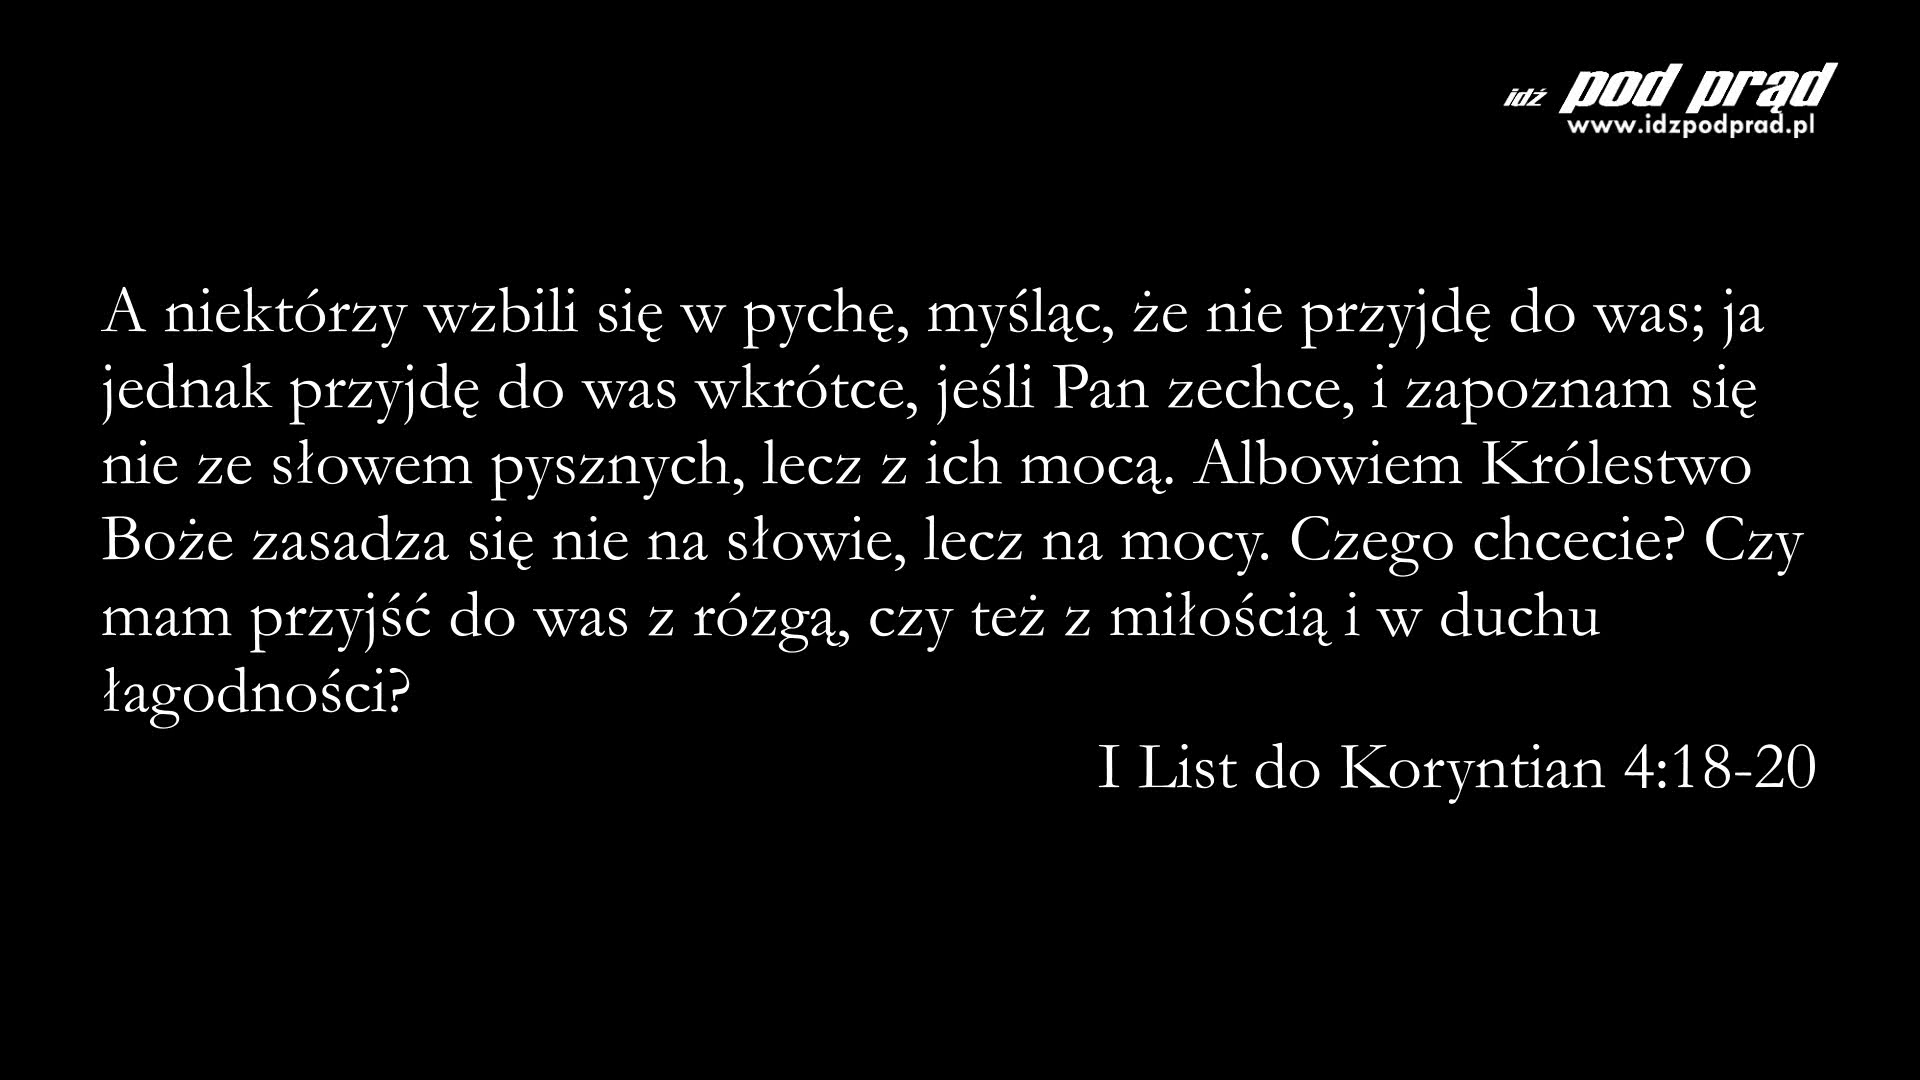 idź pod prąd
www.idzpodprad.pl
A niektórzy wzbili się w pychę, myśląc, że nie przyjdę do was; ja
jednak przyjdę do was wkrótce, jeśli Pan zechce, i zapoznam się
nie ze słowem pysznych, lecz z ich mocą. Albowiem Królestwo
Boże zasadza się nie na słowie, lecz na mocy. Czego chcecie? Czy
mam przyjść do was z rózgą, czy też z miłością i w duchu
łagodności?
I List do Koryntian 4:18-20